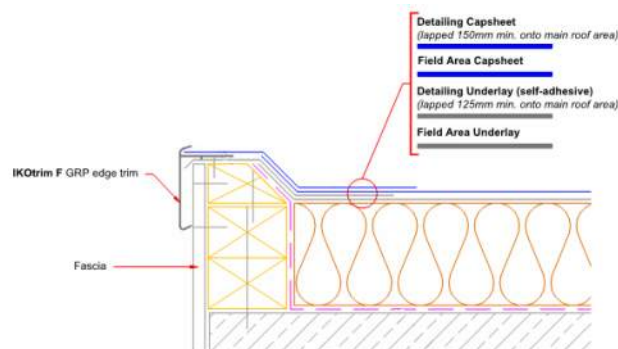 Detailing Capsheet
(lapped 150mm min. onto main roof area)
Field Area Capsheet
Detailing Underlay (self-adhesive)
(lapped 125mm min. onto main roof area)
Field Area Underlay
IKOtrim F GRP edge trim
Fascia